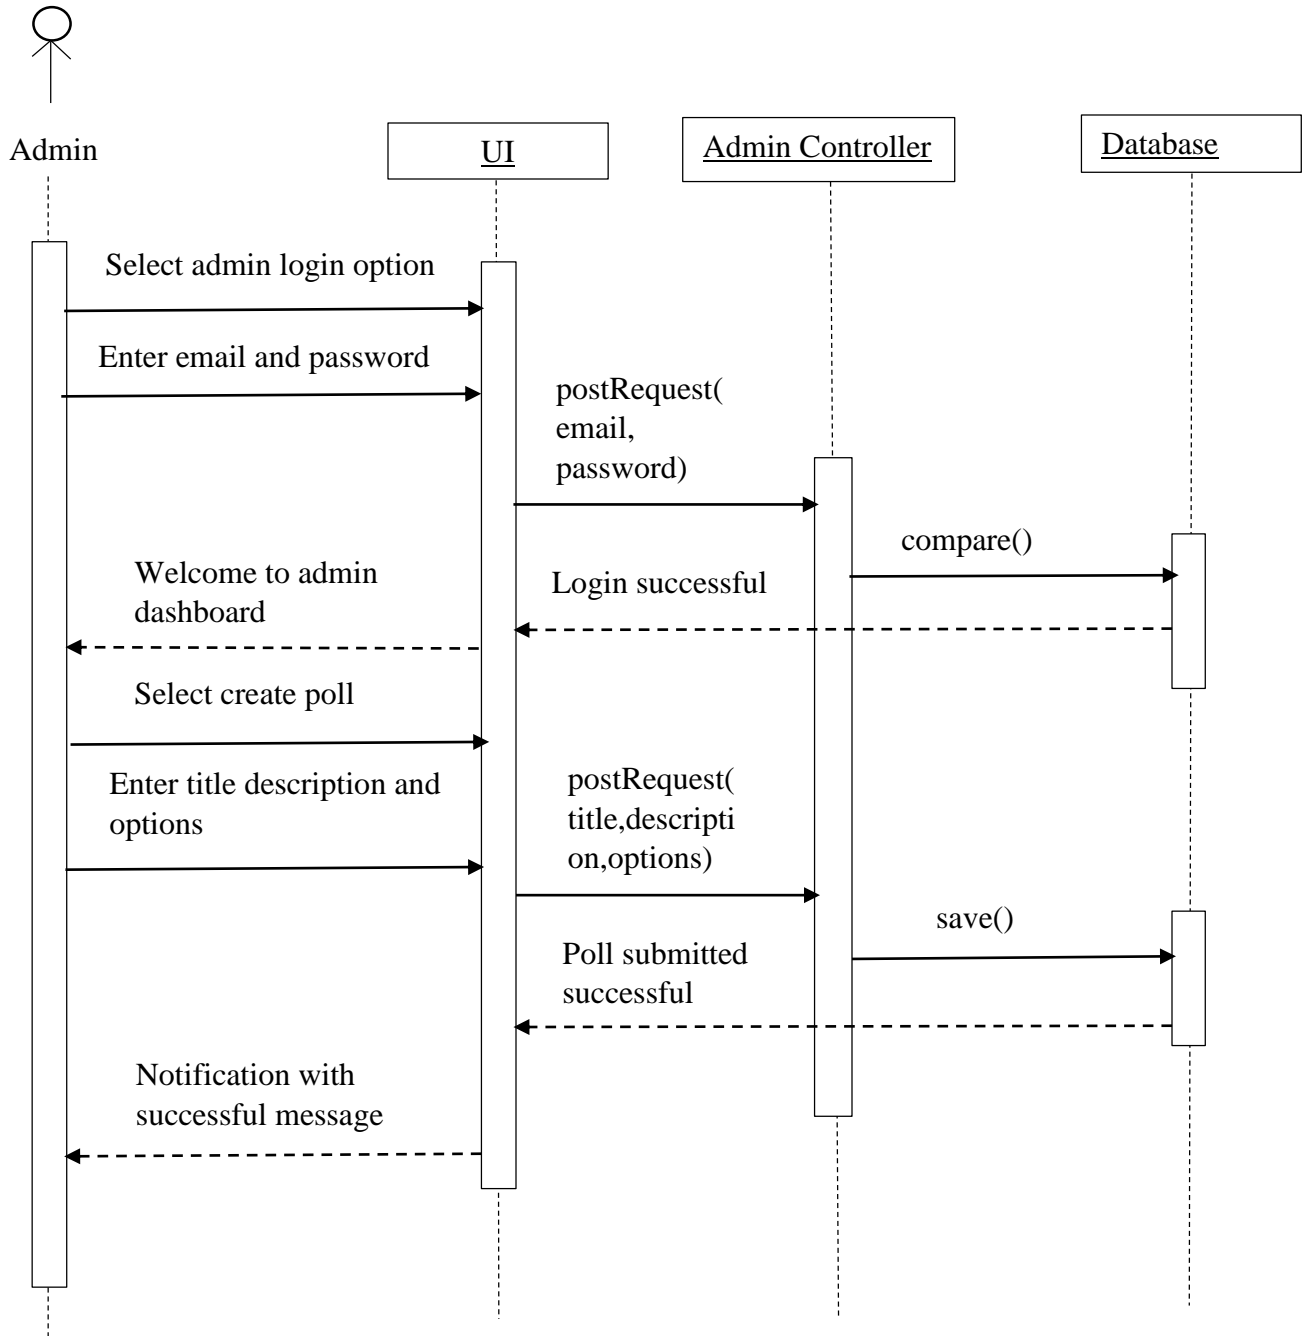 Admin
UI
Admin Controller
Database
Select admin login option
Enter email and password
postRequest(
email,
password)
compare()
Welcome to admin
dashboard
Login successful
Select create poll
Enter title description and
options
postRequest(
title,descripti
on,options)
save()
Poll submitted
successful
Notification with
successful message